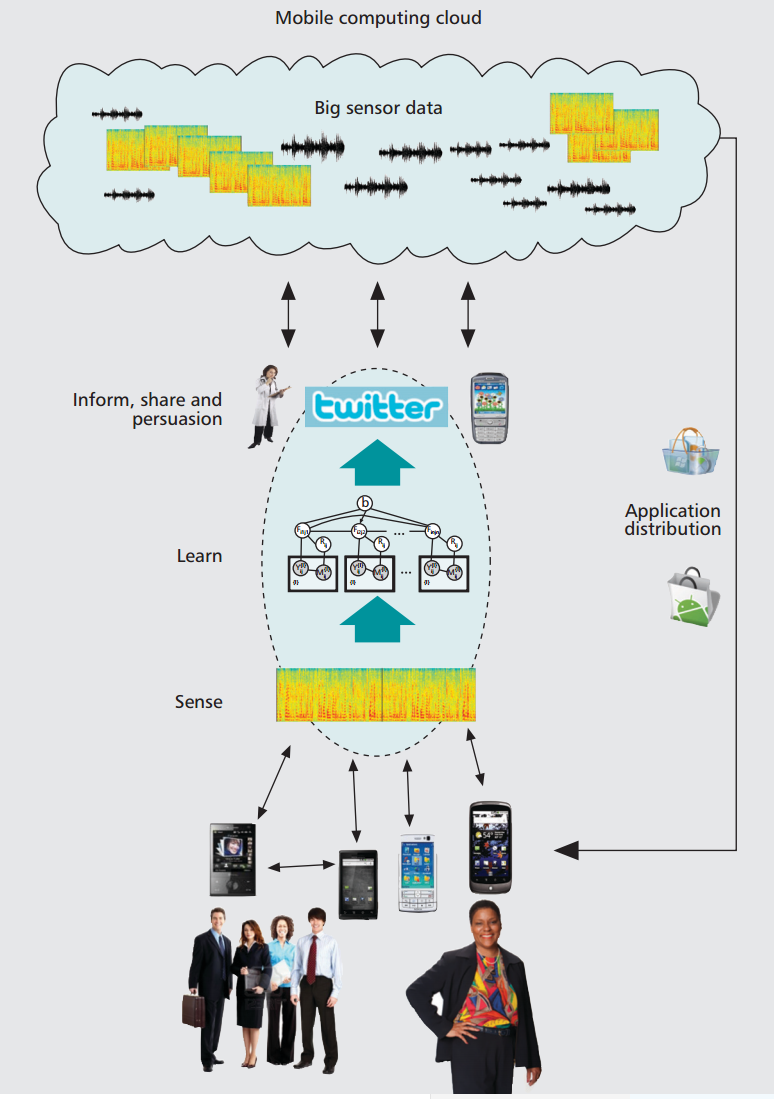 Mobile computing cloud
Big sensor data
Inform, share and
persuasion
twitter
Application
distribution
b
Learn
...
...
Sense